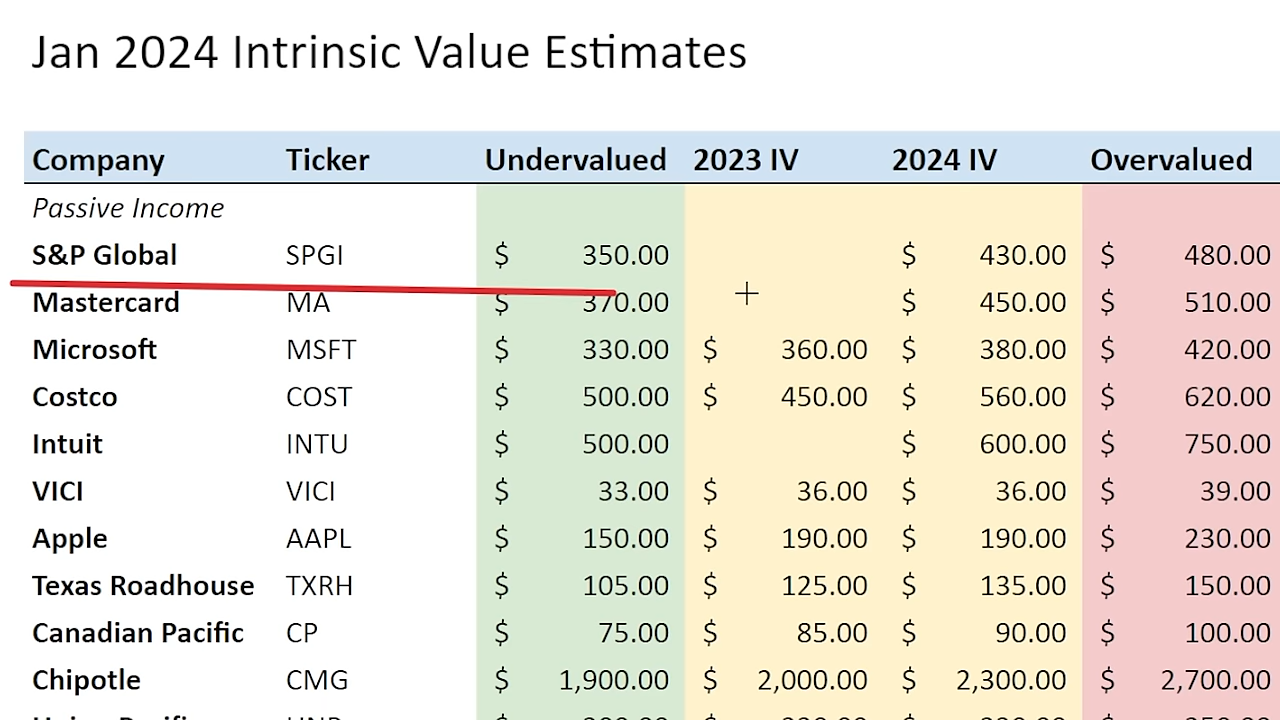 Jan 2024 Intrinsic Value Estimates
Company Ticker Undervalued 2023 IV 2024 IV Overvalued
Passive Income
S&P Global SPGI $ 350.00 $ 430.00 $ 480.00
Mastercard MA $ 370.00 $ 450.00 $ 510.00
Microsoft MSFT $ 330.00 $ 360.00 $ 380.00 $ 420.00
Costco COST $ 500.00 $ 450.00 $ 560.00 $ 620.00
Intuit INTU $ 500.00 $ 600.00 $ 750.00
VICI VICI $ 33.00 $ 36.00 $ 36.00 $ 39.00
Apple AAPL $ 150.00 $ 190.00 $ 190.00 $ 230.00
Texas Roadhouse TXRH $ 105.00 $ 125.00 $ 135.00 $ 150.00
Canadian Pacific CP $ 75.00 $ 85.00 $ 90.00 $ 100.00
Chipotle CMG $ 1,900.00 $ 2,000.00 $ 2,300.00 $ 2,700.00